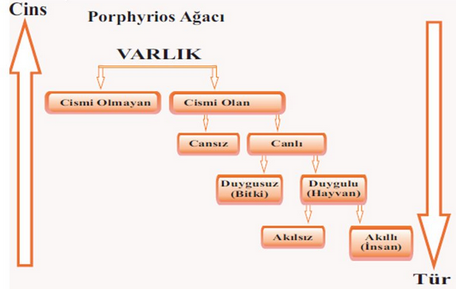 Cins
Porphyrios Ağacı
VARLIK
Cismi Olmayan
Cismi Olan
Cansız
Canlı
Duygusuz
(Bitki)
Duygulu
(Hayvan)
Akılsız
Akıllı
(İnsan)
Tür